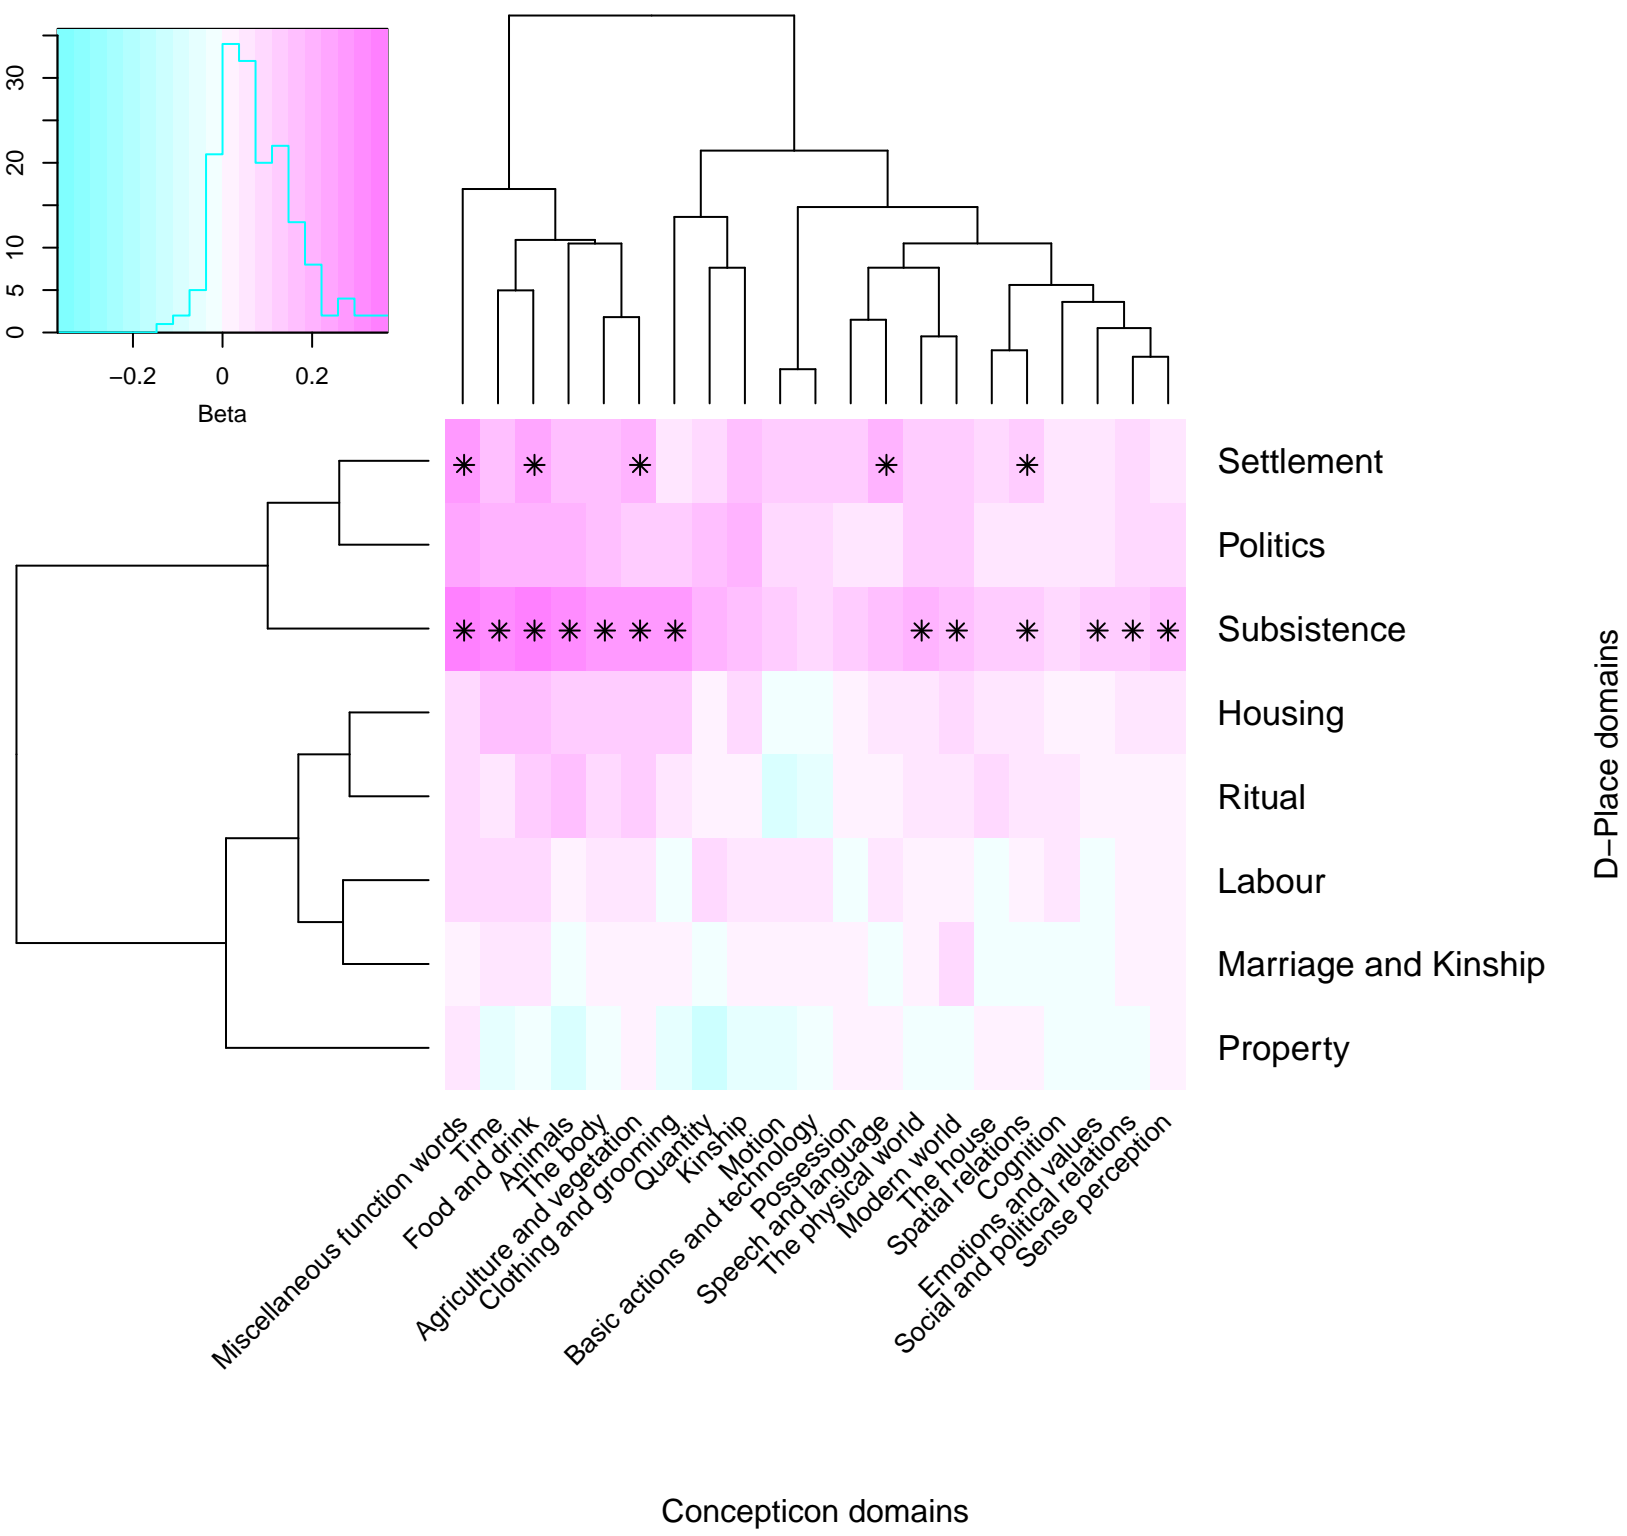 30
20
10
5
0
−0.2 0 0.2
Beta
Settlement
Politics
Subsistence
Housing
Ritual
Labour
Marriage and Kinship
Property
D−Place domains
Miscellaneous function words
Time
Food and drink
Animals
The body
Agriculture and vegetation
Clothing and grooming
Quantity
Kinship
Motion
Basic actions and technology
Possession
Speech and language
The physical world
Modern world
The house
Spatial relations
Cognition
Emotions and values
Social and political relations
Sense perception
Concepticon domains